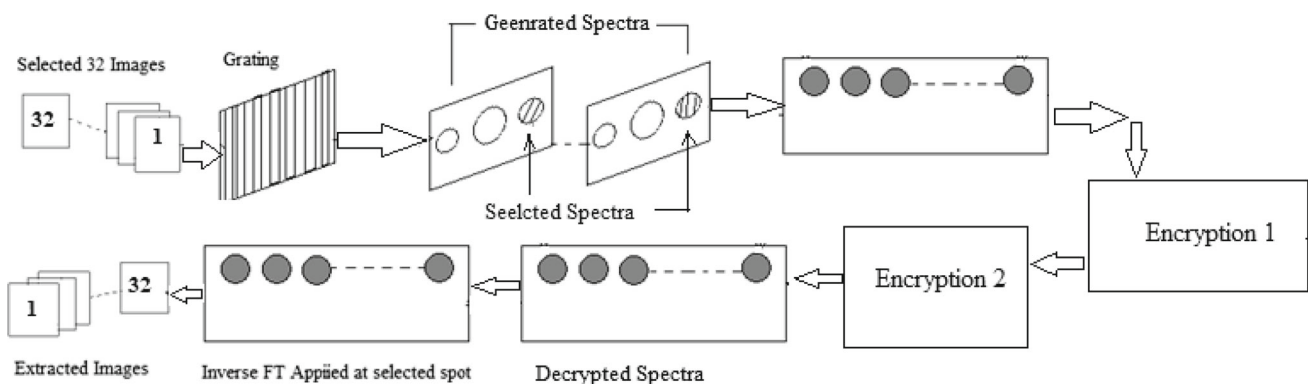 Geenrated Spectra
Selected 32 Images
Grating
32
1
Seelcted Spectra
Encryption 1
Encryption 2
32
1
Extracted Images
Inverse FT Appiied at selected spot
Decrypted Spectra